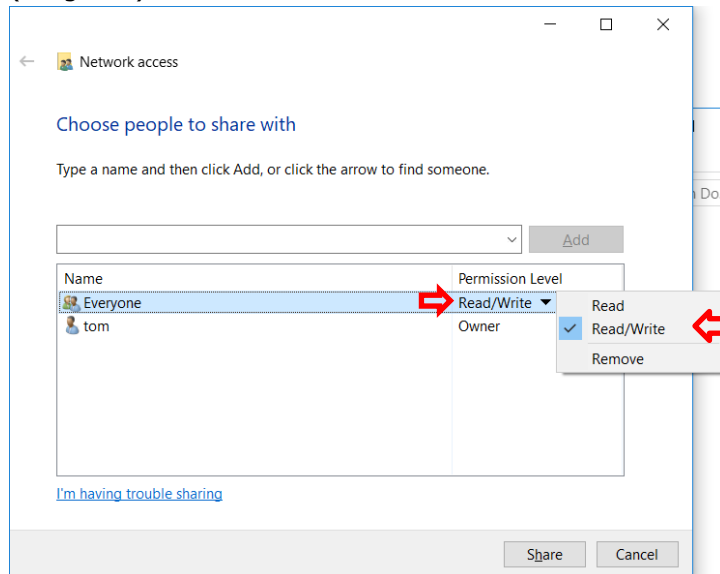 Network access
Choose people to share with
Type a name and then click Add, or click the arrow to find someone.
Add
Name Permission Level
Everyone Read/Write Read
tom Owner Read/Write
Remove
I'm having trouble sharing
Share Cancel
Do